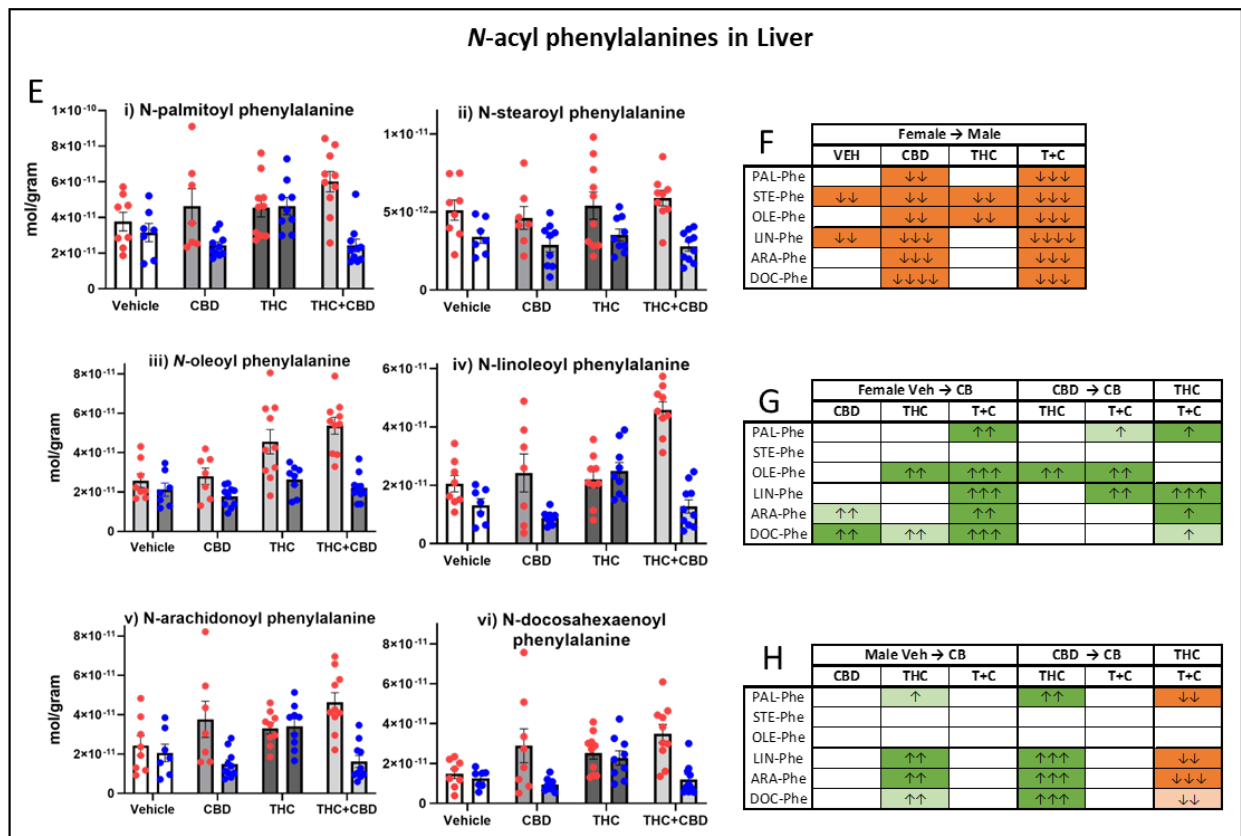 N-acyl phenylalanines in Liver
E
i) N-palmitoyl phenylalanine
1×10⁻¹⁰
8×10⁻¹¹
6×10⁻¹¹
4×10⁻¹¹
2×10⁻¹¹
0
mol/gram
Vehicle CBD THC THC+CBD
ii) N-stearoyl phenylalanine
1×10⁻¹¹
5×10⁻¹²
0
Vehicle CBD THC THC+CBD
iii) N-oleoyl phenylalanine
8×10⁻¹¹
6×10⁻¹¹
4×10⁻¹¹
2×10⁻¹¹
0
mol/gram
Vehicle CBD THC THC+CBD
iv) N-linoleoyl phenylalanine
6×10⁻¹¹
4×10⁻¹¹
2×10⁻¹¹
0
Vehicle CBD THC THC+CBD
v) N-arachidonoyl phenylalanine
8×10⁻¹¹
6×10⁻¹¹
4×10⁻¹¹
2×10⁻¹¹
0
mol/gram
Vehicle CBD THC THC+CBD
vi) N-docosahexaenoyl
phenylalanine
8×10⁻¹¹
6×10⁻¹¹
4×10⁻¹¹
2×10⁻¹¹
0
Vehicle CBD THC THC+CBD
F
Female → Male
VEH CBD THC T+C
PAL-Phe ↓↓ ↓↓↓
STE-Phe ↓↓ ↓↓ ↓↓ ↓↓↓
OLE-Phe ↓↓ ↓↓ ↓↓↓
LIN-Phe ↓↓ ↓↓↓ ↓↓↓↓
ARA-Phe ↓↓↓ ↓↓↓
DOC-Phe ↓↓↓↓ ↓↓↓
G
Female Veh → CB CBD → CB THC
CBD THC T+C THC T+C T+C
PAL-Phe ↑↑ ↑ ↑
STE-Phe
OLE-Phe ↑↑ ↑↑↑ ↑↑ ↑↑
LIN-Phe ↑↑↑ ↑↑ ↑↑↑
ARA-Phe ↑↑ ↑↑ ↑
DOC-Phe ↑↑ ↑↑ ↑↑↑ ↑
H
Male Veh → CB CBD → CB THC
CBD THC T+C THC T+C T+C
PAL-Phe ↑ ↑↑ ↓↓
STE-Phe
OLE-Phe
LIN-Phe ↑↑ ↑↑↑ ↓↓
ARA-Phe ↑↑ ↑↑↑ ↓↓↓
DOC-Phe ↑↑ ↑↑↑ ↓↓